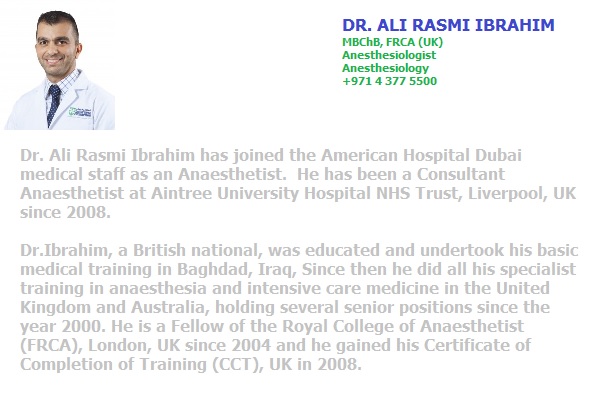 DR. ALI RASMI IBRAHIM
MBChB, FRCA (UK)
Anesthesiologist
Anesthesiology
+971 4 377 5500
Dr. Ali Rasmi Ibrahim has joined the American Hospital Dubai
medical staff as an Anaesthetist.  He has been a Consultant
Anaesthetist at Aintree University Hospital NHS Trust, Liverpool, UK
since 2008.
Dr.Ibrahim, a British national, was educated and undertook his basic
medical training in Baghdad, Iraq, Since then he did all his specialist
training in anaesthesia and intensive care medicine in the United
Kingdom and Australia, holding several senior positions since the
year 2000. He is a Fellow of the Royal College of Anaesthetist
(FRCA), London, UK since 2004 and he gained his Certificate of
Completion of Training (CCT), UK in 2008.